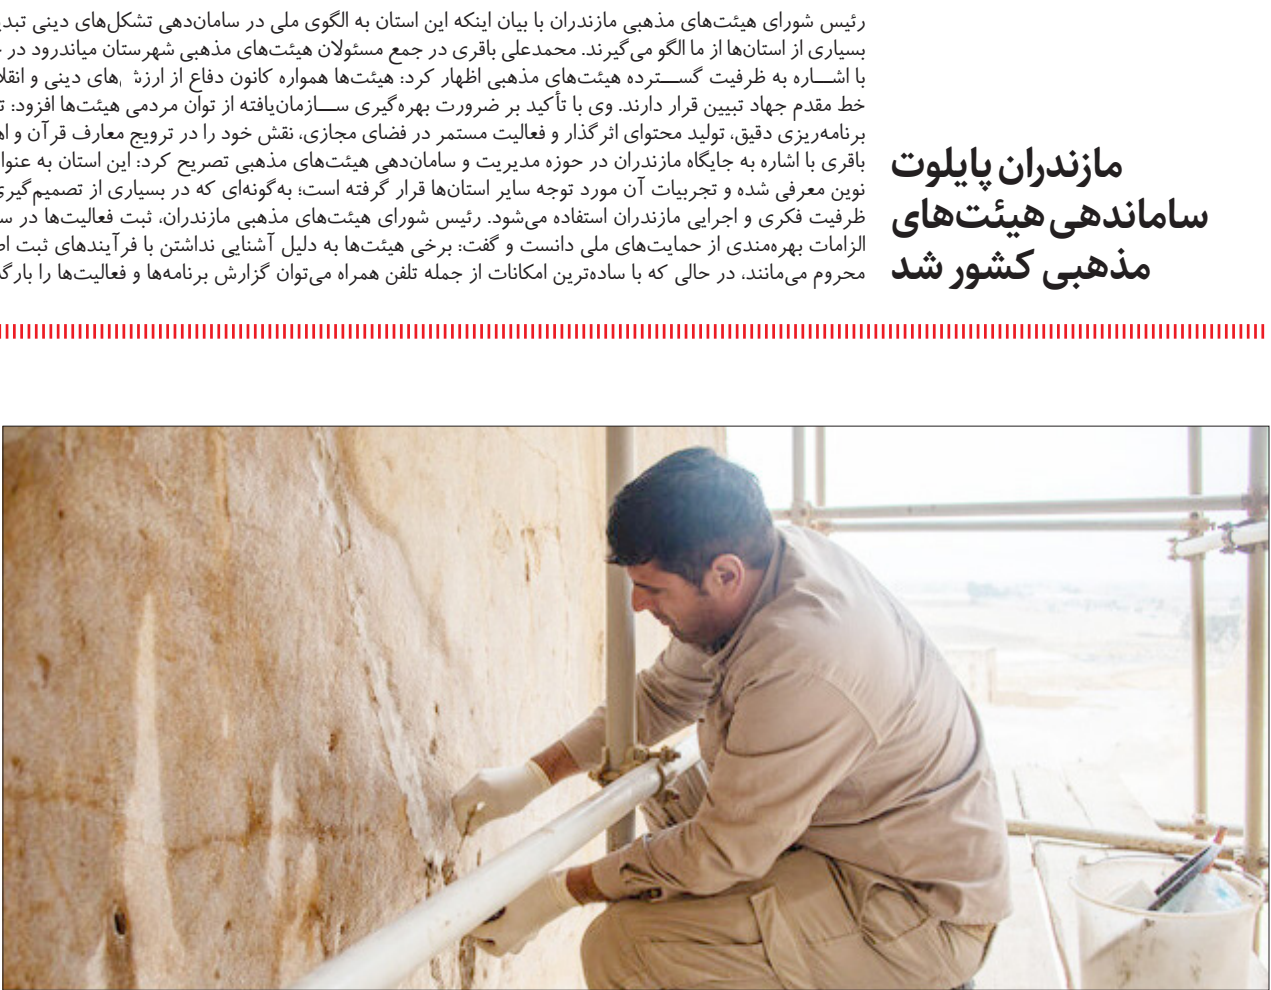 مازندران پایلوت
ساماندهی هیئت‌های
مذهبی کشور شد
رئیس شورای هیئت‌های مذهبی مازندران با بیان اینکه این استان به الگوی ملی در سامان‌دهی تشکل‌های دینی
بسیاری از استان‌ها از ما الگو می‌گیرند. محمدعلی باقری در جمع مسئولان هیئت‌های مذهبی شهرستان میاندرود در
با اشاره به ظرفیت گسترده هیئت‌های مذهبی اظهار کرد: هیئت‌ها همواره کانون دفاع از ارزش‌های دینی و
خط مقدم جهاد تبیین قرار دارند. وی با تأکید بر ضرورت بهره‌گیری سازمان‌یافته از توان مردمی هیئت‌ها افزود:
برنامه‌ریزی دقیق، تولید محتوای اثرگذار و فعالیت مستمر در فضای مجازی، نقش خود را در ترویج معارف قرآن و
باقری با اشاره به جایگاه مازندران در حوزه مدیریت و سامان‌دهی هیئت‌های مذهبی تصریح کرد: این استان به
نوین معرفی شده و تجربیات آن مورد توجه سایر استان‌ها قرار گرفته است؛ به‌گونه‌ای که در بسیاری از
ظرفیت فکری و اجرایی مازندران استفاده می‌شود. رئیس شورای هیئت‌های مذهبی مازندران، ثبت فعالیت‌ها در
الزامات بهره‌مندی از حمایت‌های ملی دانست و گفت: برخی هیئت‌ها به دلیل آشنایی نداشتن با فرآیندهای ثبت
محروم می‌مانند، در حالی که با ساده‌ترین امکانات از جمله تلفن همراه می‌توان گزارش برنامه‌ها و فعالیت‌ها را